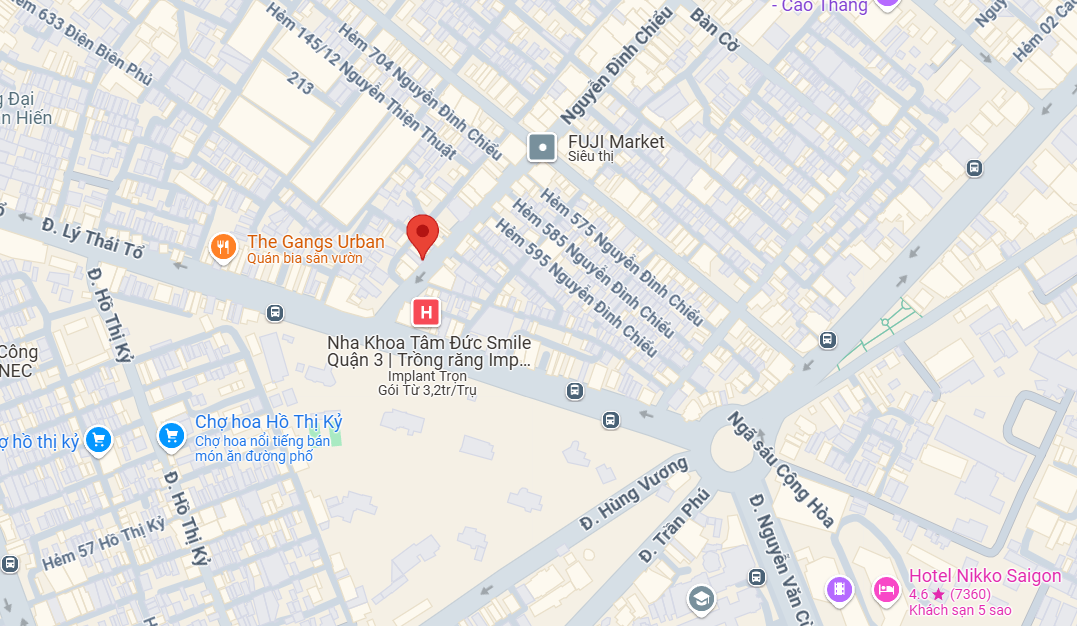 - Cao Thắng
Hẻm 633 Điện Biên Phủ
Hẻm 145/12 Nguyễn Thiện Thuật
Hẻm 704 Nguyễn Đình Chiểu
Nguyễn Đình Chiểu
Bàn Cờ
Hẻm 02 Cao
213
Đại
n Hiến
FUJI Market
Siêu thị
Hẻm 575 Nguyễn Đình Chiểu
Hẻm 585 Nguyễn Đình Chiểu
Hẻm 595 Nguyễn Đình Chiểu
Đ. Lý Thái Tổ
The Gangs Urban
Quán bia sân vườn
Đ. Hồ Thị Kỷ
Nha Khoa Tâm Đức Smile
Quận 3 | Trồng răng Imp...
Implant Trọn
Gói Từ 3,2tr/Trụ
Công
NEC
Chợ hoa Hồ Thị Kỷ
Chợ hoa nổi tiếng bán
món ăn đường phố
hồ thị kỷ
Đ. Hồ Thị Kỷ
Hẻm 57 Hồ Thị Kỷ
Ngã sáu Cộng Hòa
Đ. Hùng Vương
Đ. Trần Phú
Đ. Nguyễn Văn C
Hotel Nikko Saigon
4.6 ★ (7360)
Khách sạn 5 sao
H